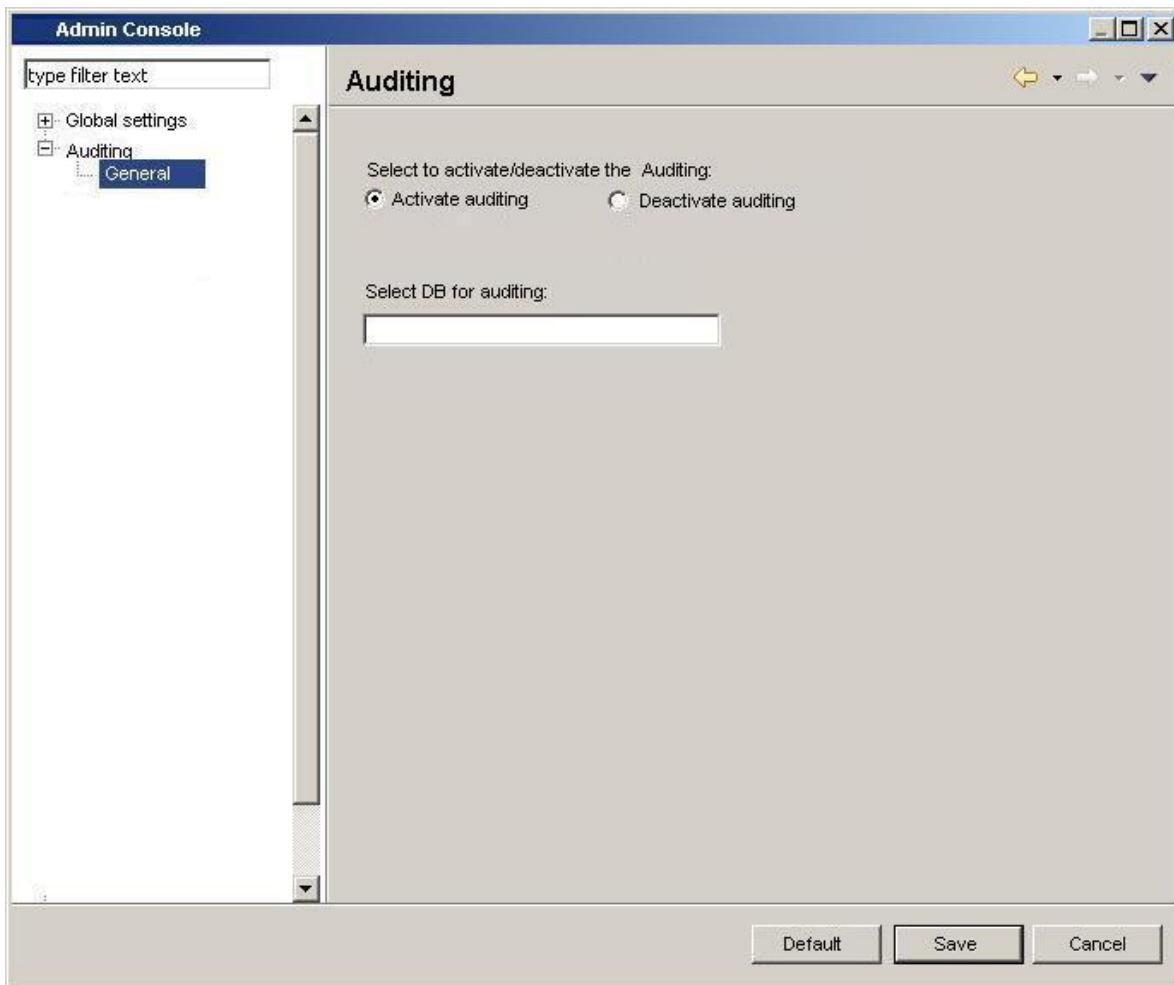 Admin Console
type filter text
Global settings
Auditing
General
Auditing
Select to activate/deactivate the Auditing:
Activate auditing Deactivate auditing
Select DB for auditing:
Default Save Cancel